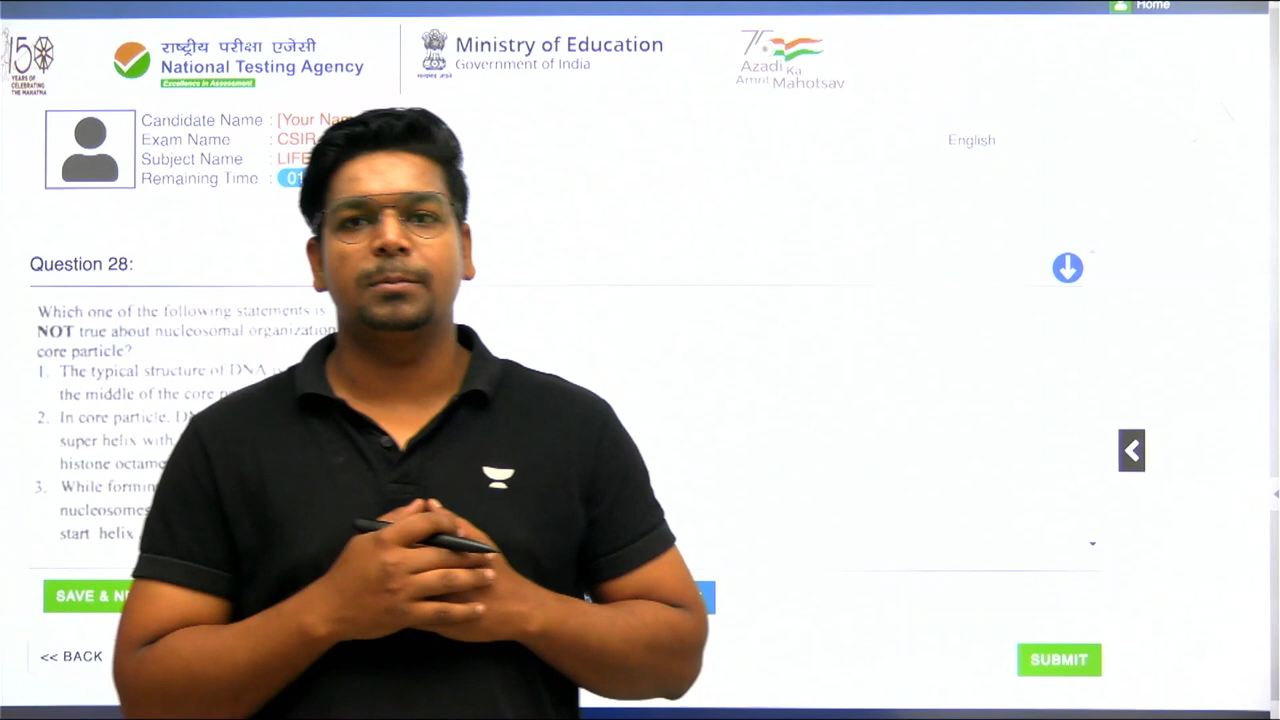 Home
150
YEARS OF
CELEBRATING
THE MAHATMA
राष्ट्रीय परीक्षा एजेंसी
National Testing Agency
Excellence in Assessment
Ministry of Education
Government of India
Azadi
Ka
Amrit Mahotsav
Candidate Name : [Your Nam
Exam Name : CSIR
Subject Name : LIFE
Remaining Time : 01
English
Question 28:
Which one of the following statements is
NOT true about nucleosomal organization
core particle?
1. The typical structure of DNA
the middle of the core
2. In core particle, DN
super helix with
histone octame
3. While formin
nucleosomes
start helix
SAVE & N
<< BACK
SUBMIT